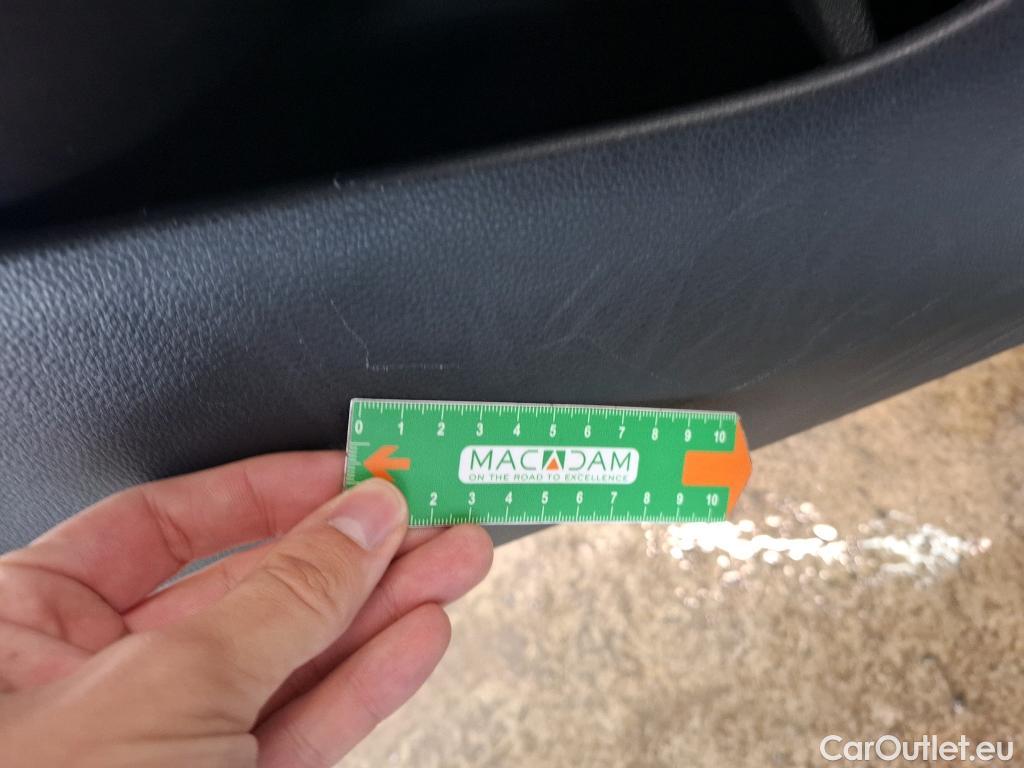 0 1 2 3 4 5 6 7 8 9 10
MACADAM
ON THE ROAD TO EXCELLENCE
2 3 4 5 6 7 8 9 10
CarOutlet.eu